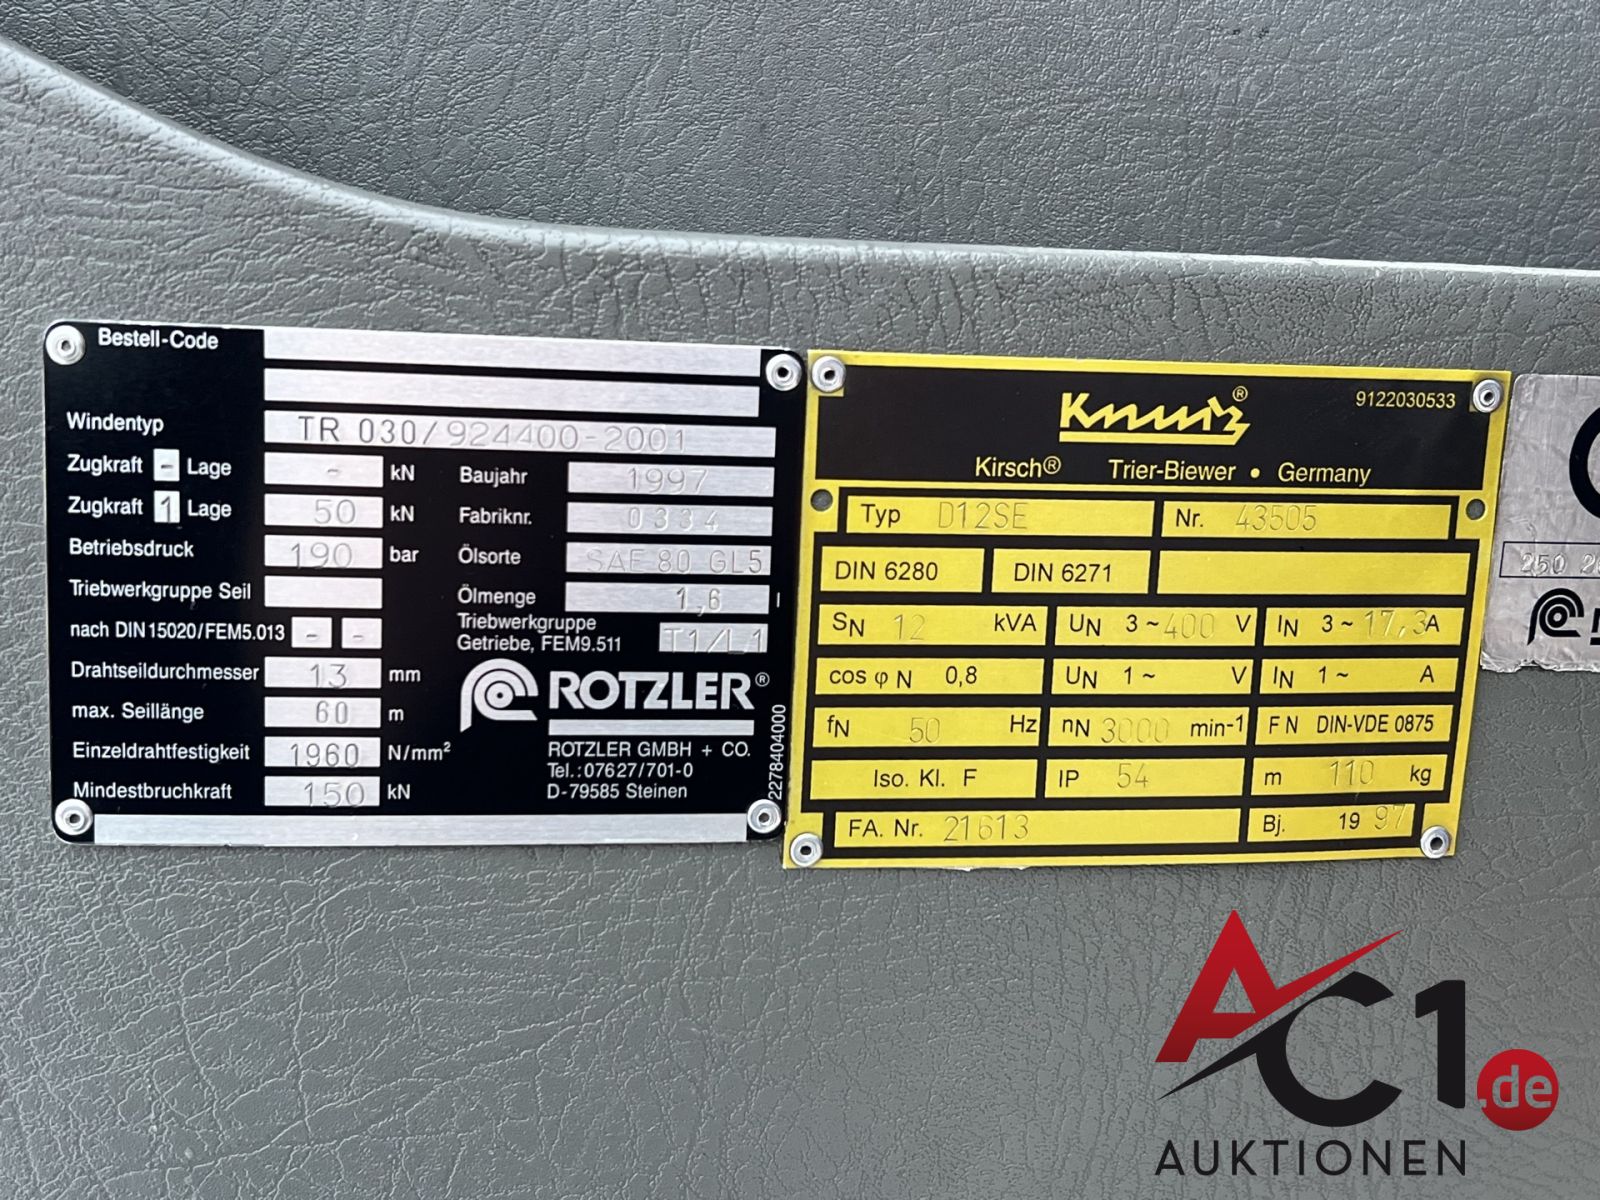 Bestell-Code
Windentyp TR 030/924400-2001
Zugkraft - Lage - kN
Zugkraft 1 Lage 50 kN
Betriebsdruck 190 bar
Triebwerkgruppe Seil
nach DIN 15020/FEM5.013 - -
Drahtseildurchmesser 13 mm
max. Seillänge 60 m
Einzeldrahtfestigkeit 1960 N/mm²
Mindestbruchkraft 150 kN
Baujahr 1997
Fabriknr. 0334
Ölsorte SAE 80 GL5
Ölmenge 1,6 l
Triebwerkgruppe
Getriebe, FEM9.511 T1/L1
ROTZLER®
ROTZLER GMBH + CO.
Tel.:07627/701-0
D-79585 Steinen
2278404000
9122030533
Kirsch® Trier-Biewer • Germany
Typ D12SE Nr. 43505
DIN 6280 DIN 6271
SN 12 kVA UN 3~400 V IN 3~17,3A
cos φ N 0,8 UN 1~ V IN 1~ A
fN 50 Hz nN 3000 min-1 F N DIN-VDE 0875
Iso. Kl. F IP 54 m 110 kg
FA. Nr. 21613 Bj. 19 97
250
AC1.de
AUKTIONEN